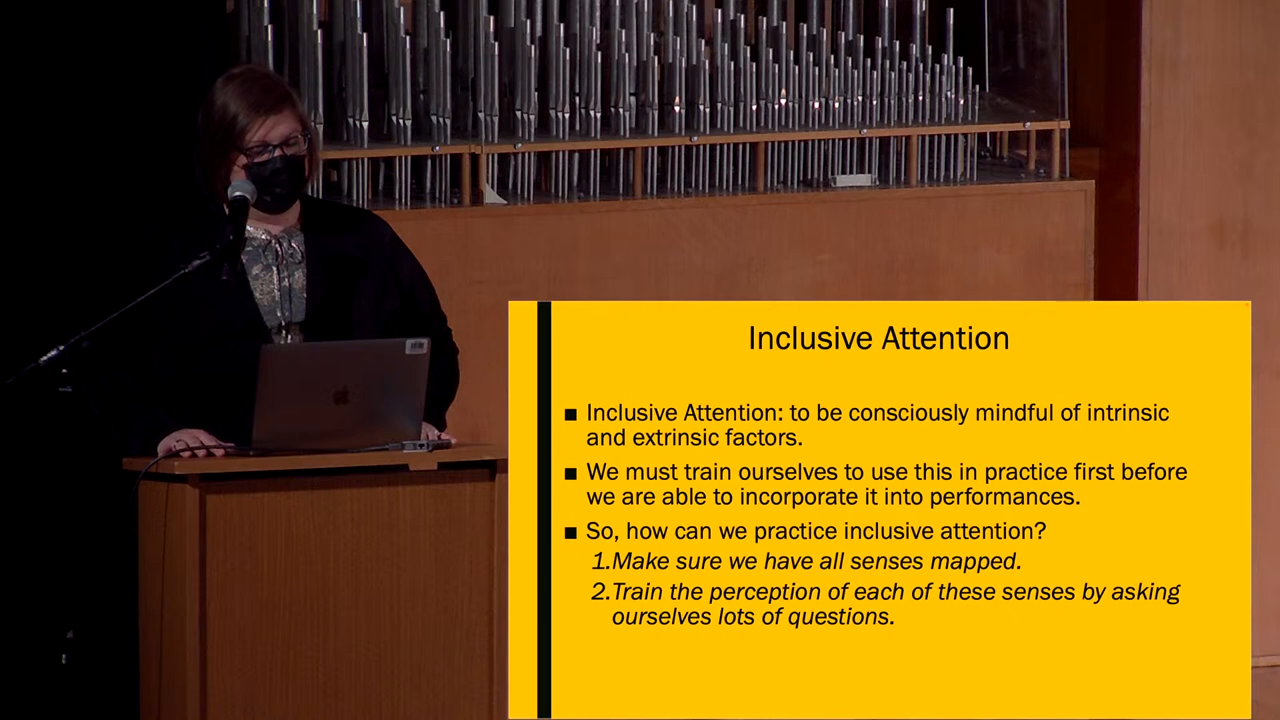 Inclusive Attention
■ Inclusive Attention: to be consciously mindful of intrinsic
and extrinsic factors.
■ We must train ourselves to use this in practice first before
we are able to incorporate it into performances.
■ So, how can we practice inclusive attention?
1.Make sure we have all senses mapped.
2.Train the perception of each of these senses by asking
ourselves lots of questions.